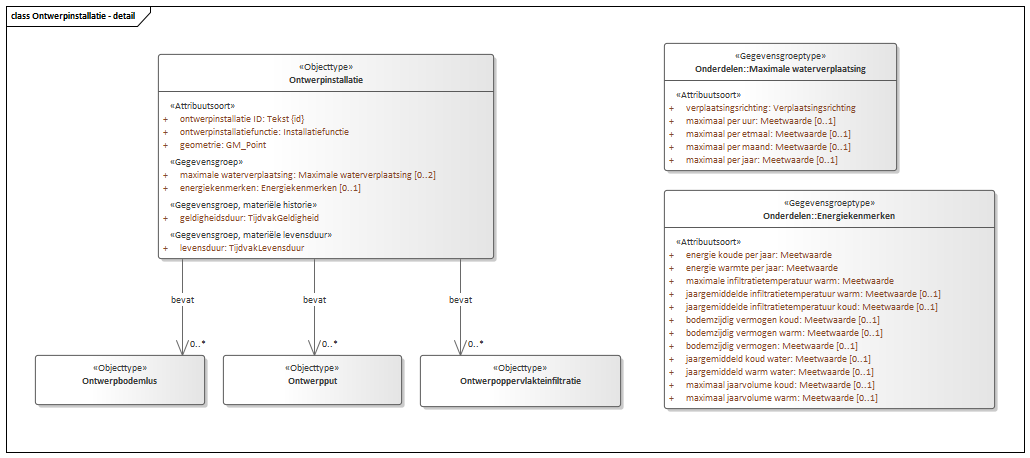 class Ontwerpinstallatie - detail
«Objecttype»
Ontwerpinstallatie
«Attribuutsoort»
+ ontwerpinstallatie ID: Tekst {id}
+ ontwerpinstallatiefunctie: Installatiefunctie
+ geometrie: GM_Point
«Gegevensgroep»
+ maximale waterverplaatsing: Maximale waterverplaatsing [0..2]
+ energiekenmerken: Energiekenmerken [0..1]
«Gegevensgroep, materiële historie»
+ geldigheidsduur: TijdvakGeldigheid
«Gegevensgroep, materiële levensduur»
+ levensduur: TijdvakLevensduur
bevat
bevat
bevat
0..*
0..*
0..*
«Objecttype»
Ontwerpbodemlus
«Objecttype»
Ontwerpput
«Objecttype»
Ontwerpoppervlakteinfiltratie
«Gegevensgroeptype»
Onderdelen::Maximale waterverplaatsing
«Attribuutsoort»
+ verplaatsingsrichting: Verplaatsingsrichting
+ maximaal per uur: Meetwaarde [0..1]
+ maximaal per etmaal: Meetwaarde [0..1]
+ maximaal per maand: Meetwaarde [0..1]
+ maximaal per jaar: Meetwaarde [0..1]
«Gegevensgroeptype»
Onderdelen::Energiekenmerken
«Attribuutsoort»
+ energie koude per jaar: Meetwaarde
+ energie warmte per jaar: Meetwaarde
+ maximale infiltratietemperatuur warm: Meetwaarde
+ jaargemiddelde infiltratietemperatuur warm: Meetwaarde [0..1]
+ jaargemiddelde infiltratietemperatuur koud: Meetwaarde [0..1]
+ bodemzijdig vermogen koud: Meetwaarde [0..1]
+ bodemzijdig vermogen warm: Meetwaarde [0..1]
+ bodemzijdig vermogen: Meetwaarde [0..1]
+ jaargemiddeld koud water: Meetwaarde [0..1]
+ jaargemiddeld warm water: Meetwaarde [0..1]
+ maximaal jaarvolume koud: Meetwaarde [0..1]
+ maximaal jaarvolume warm: Meetwaarde [0..1]